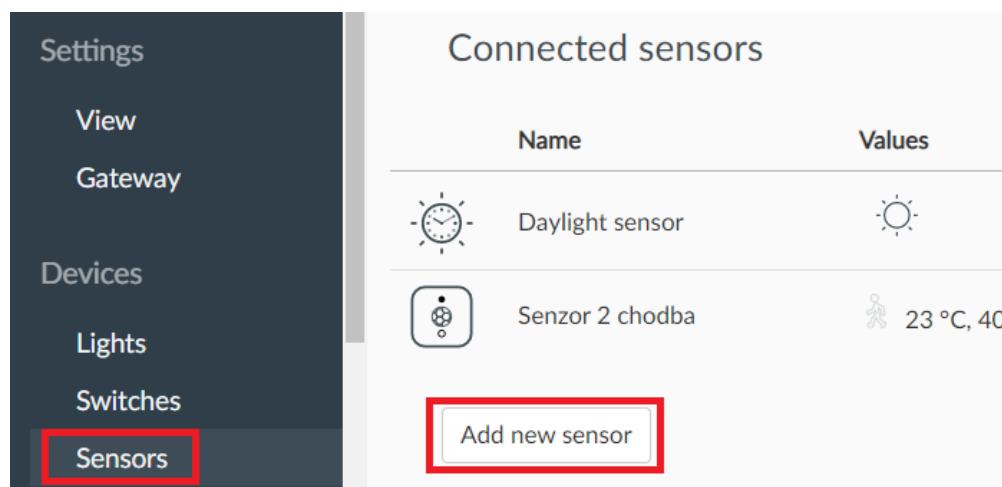 Settings
View
Gateway
Devices
Lights
Switches
Sensors
Connected sensors
Name Values
Daylight sensor
Senzor 2 chodba 23 °C, 40
Add new sensor